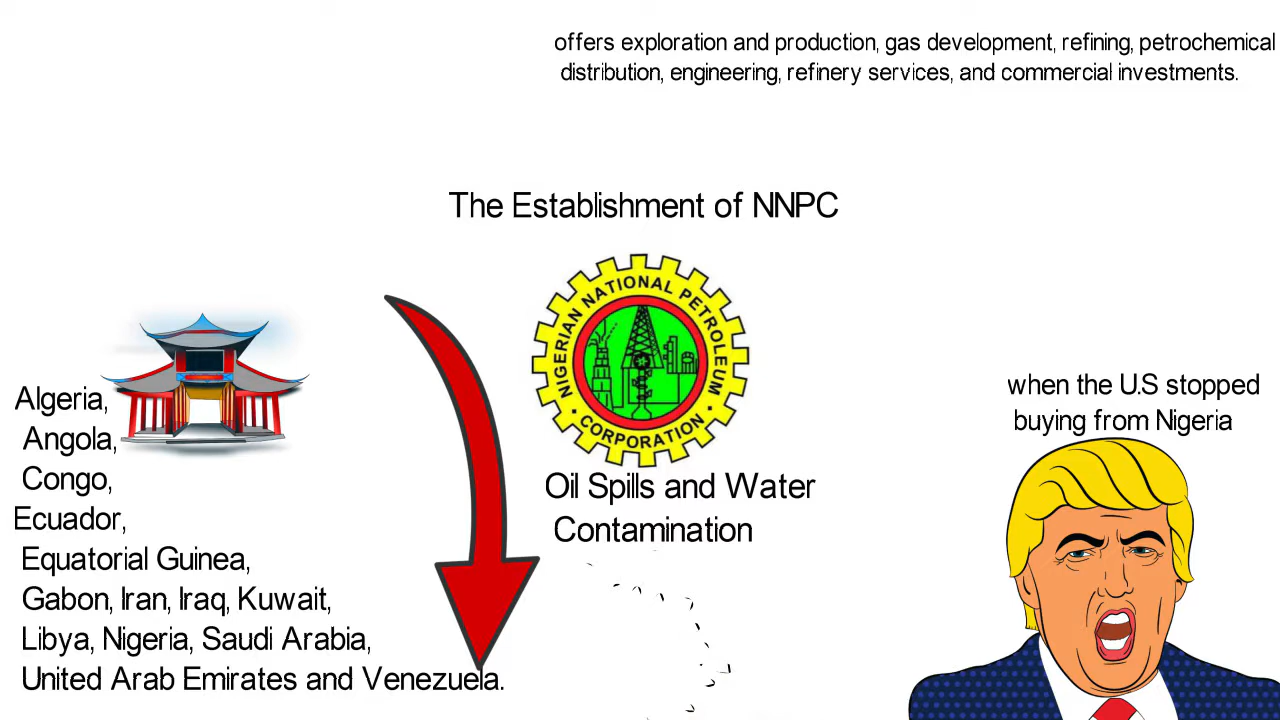 offers exploration and production, gas development, refining, petrochemical
distribution, engineering, refinery services, and commercial investments.
The Establishment of NNPC
NIGERIAN NATIONAL PETROLEUM
CORPORATION
Algeria,
Angola,
Congo,
Ecuador,
Equatorial Guinea,
Gabon, Iran, Iraq, Kuwait,
Libya, Nigeria, Saudi Arabia,
United Arab Emirates and Venezuela.
Oil Spills and Water
Contamination
when the U.S stopped
buying from Nigeria